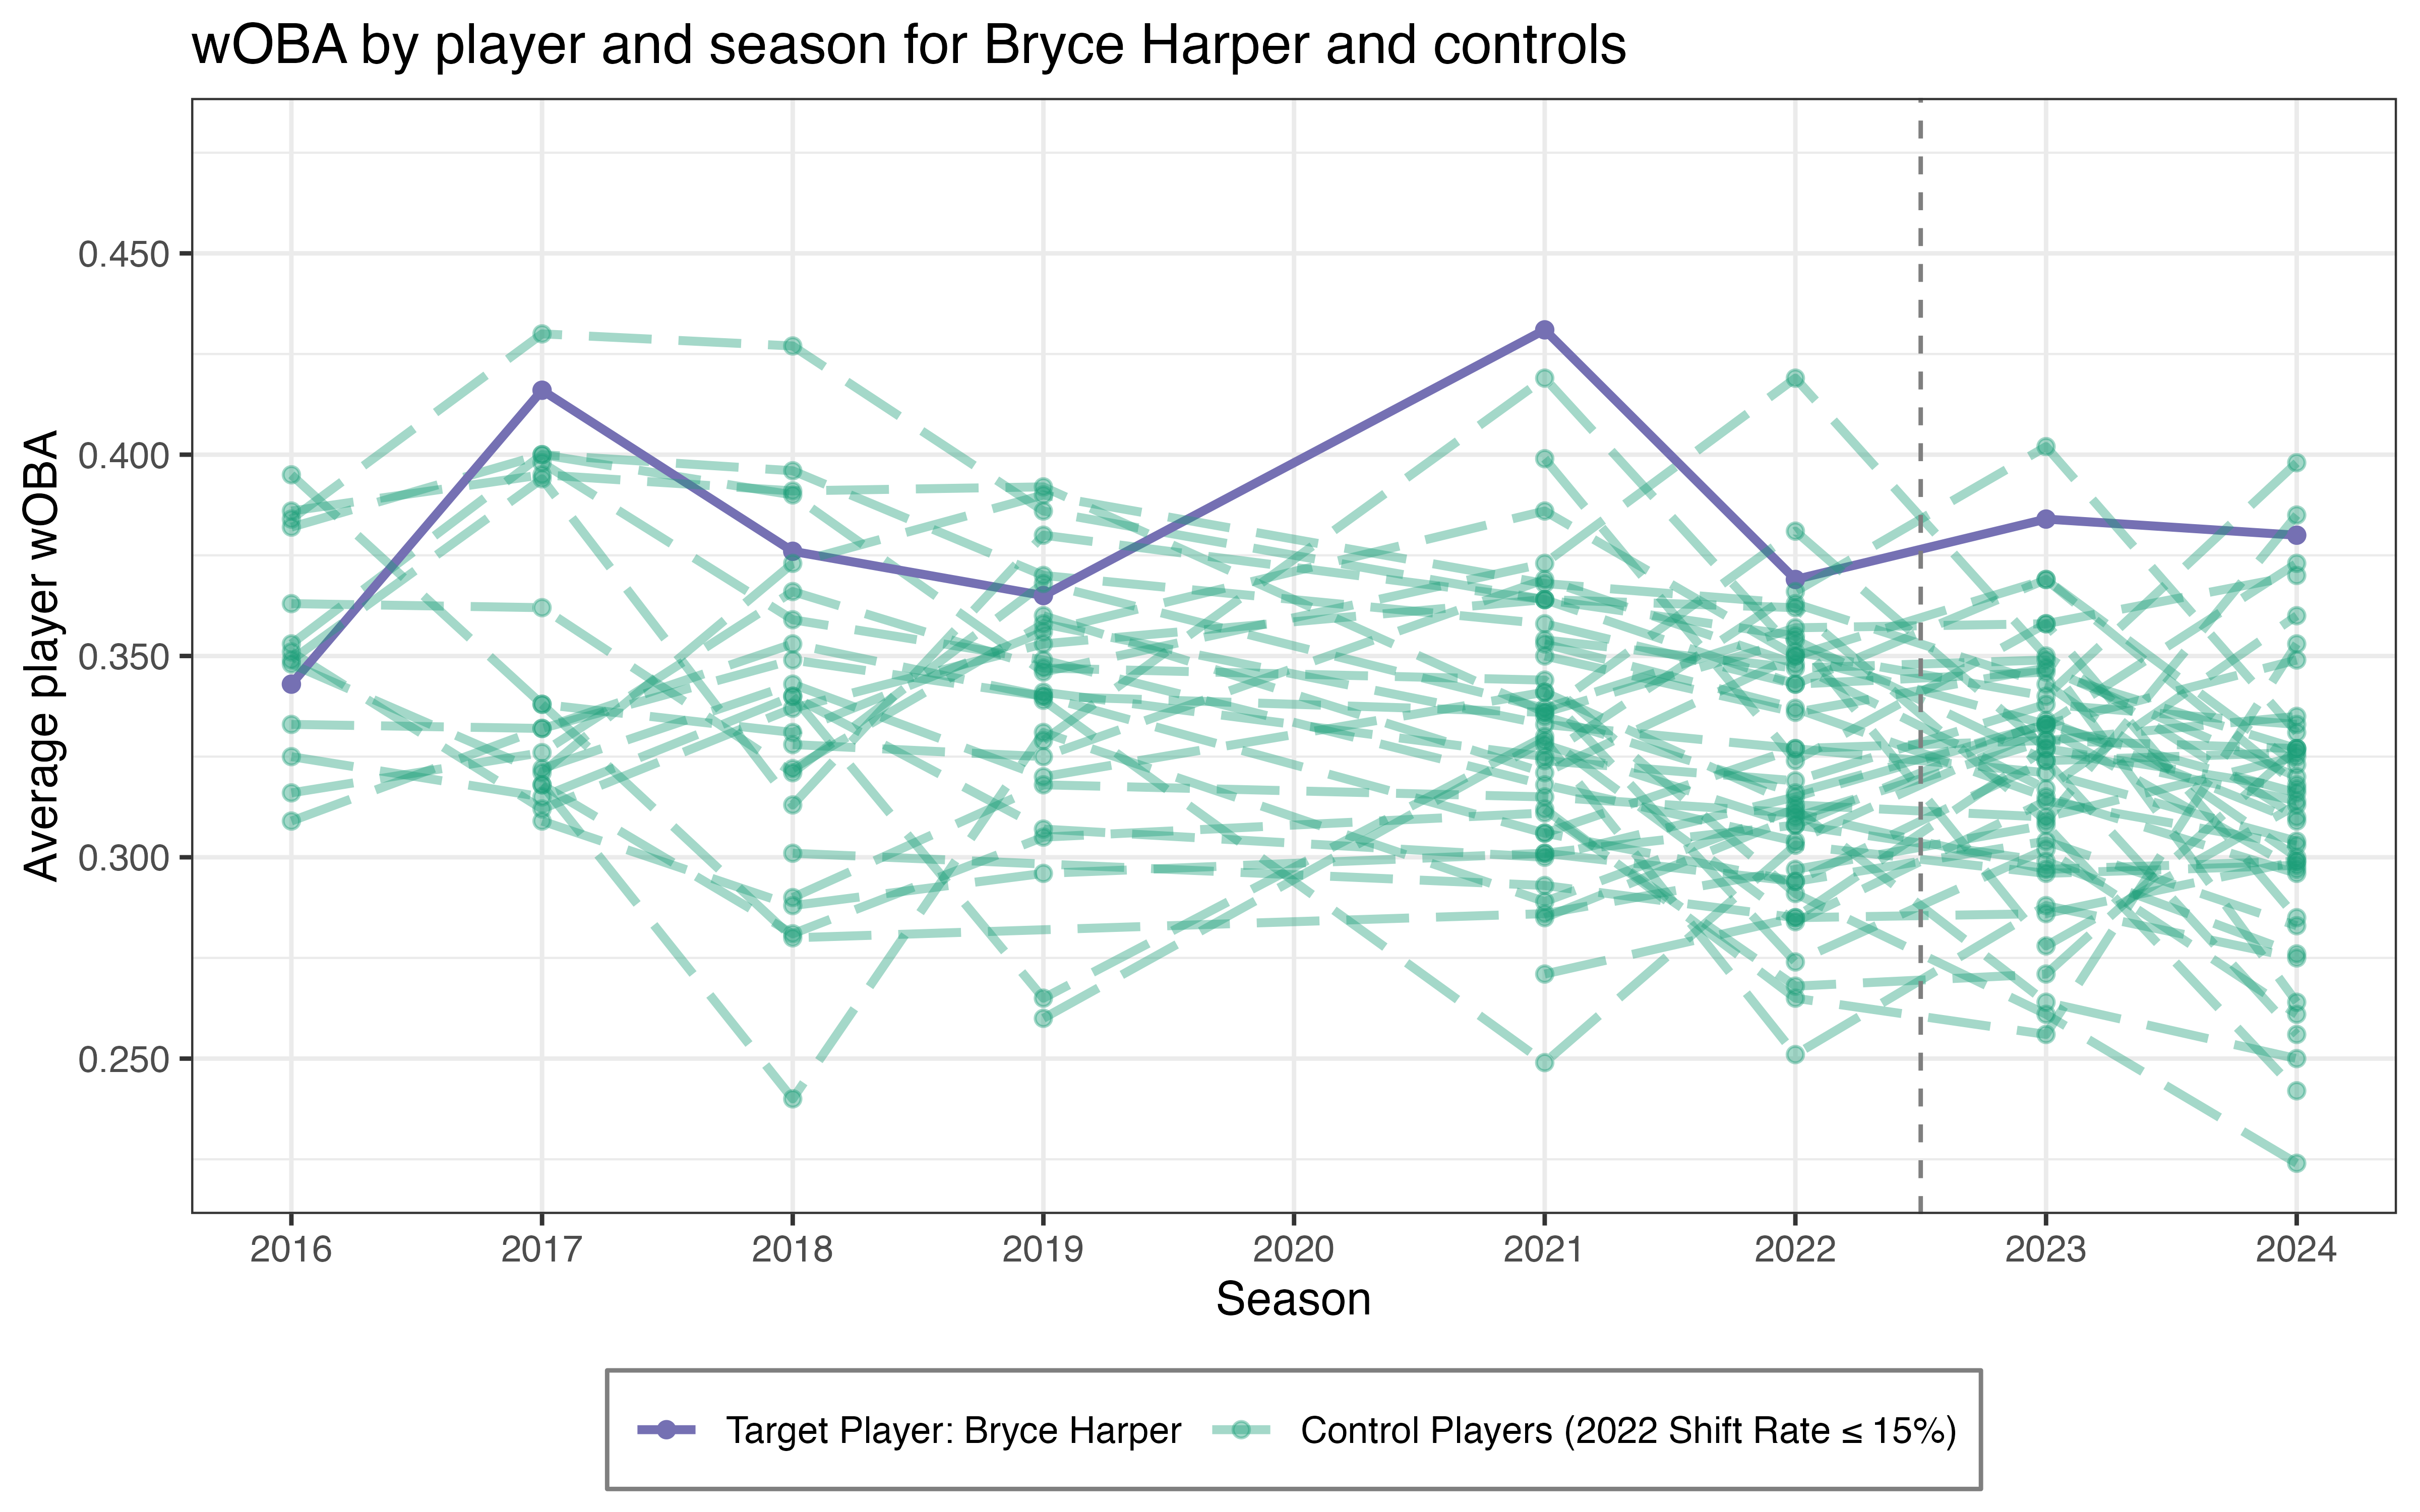 wOBA by player and season for Bryce Harper and controls
Average player wOBA
0.450
0.400
0.350
0.300
0.250
2016 2017 2018 2019 2020 2021 2022 2023 2024
Season
Target Player: Bryce Harper Control Players (2022 Shift Rate ≤ 15%)